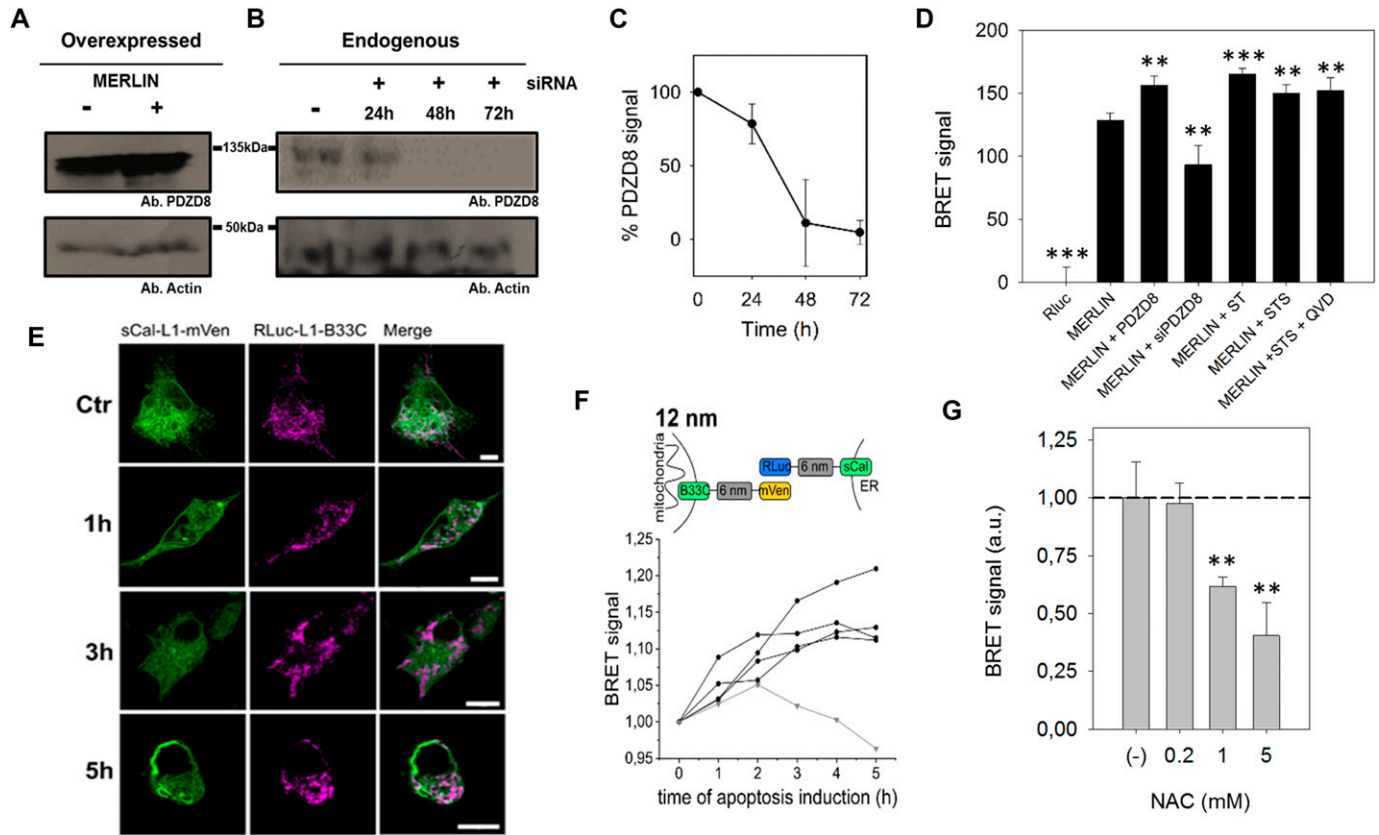 A
Overexpressed
MERLIN
- +
135kDa
Ab. PDZD8
50kDa
Ab. Actin
B
Endogenous
+ + + siRNA
- 24h 48h 72h
Ab. PDZD8
Ab. Actin
C
% PDZD8 signal
100
50
0
0 24 48 72
Time (h)
D
BRET signal
200
150
100
50
0
***
**
**
***
**
**
Rluc
MERLIN
MERLIN + PDZD8
MERLIN + siPDZD8
MERLIN + ST
MERLIN + STS
MERLIN +STS + QVD
E
sCal-L1-mVen RLuc-L1-B33C Merge
Ctr
1h
3h
5h
F
12 nm
mitochondria
RLuc 6 nm sCal
B33C 6 nm mVen
ER
BRET signal
1,25
1,20
1,15
1,10
1,05
1,00
0,95
0 1 2 3 4 5
time of apoptosis induction (h)
G
BRET signal (a.u.)
1,25
1,00
0,75
0,50
0,25
0,00
**
**
(-) 0.2 1 5
NAC (mM)